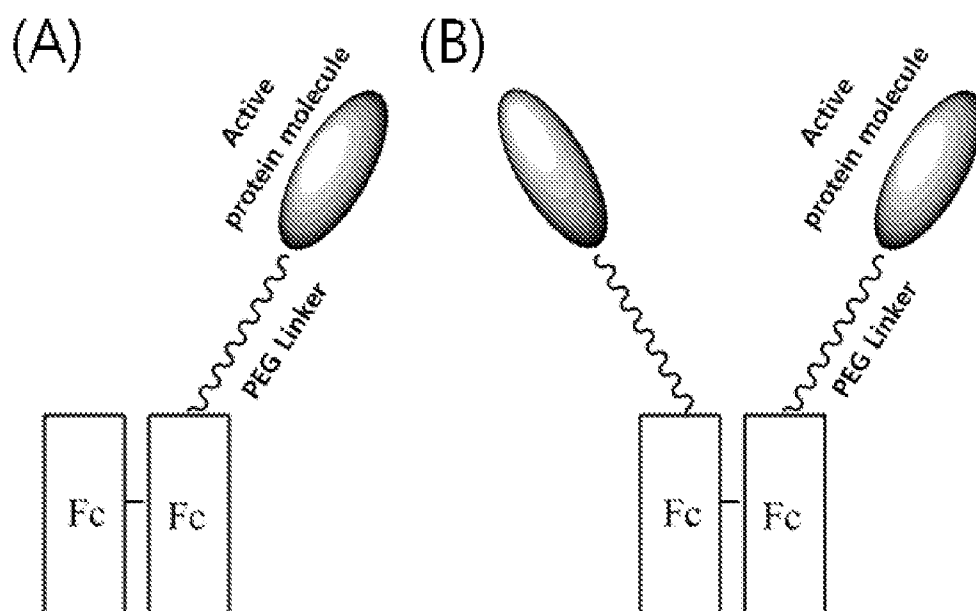 (A)
Active
protein molecule
PEG Linker
Fc
Fc
(B)
Active
protein molecule
PEG Linker
Fc
Fc